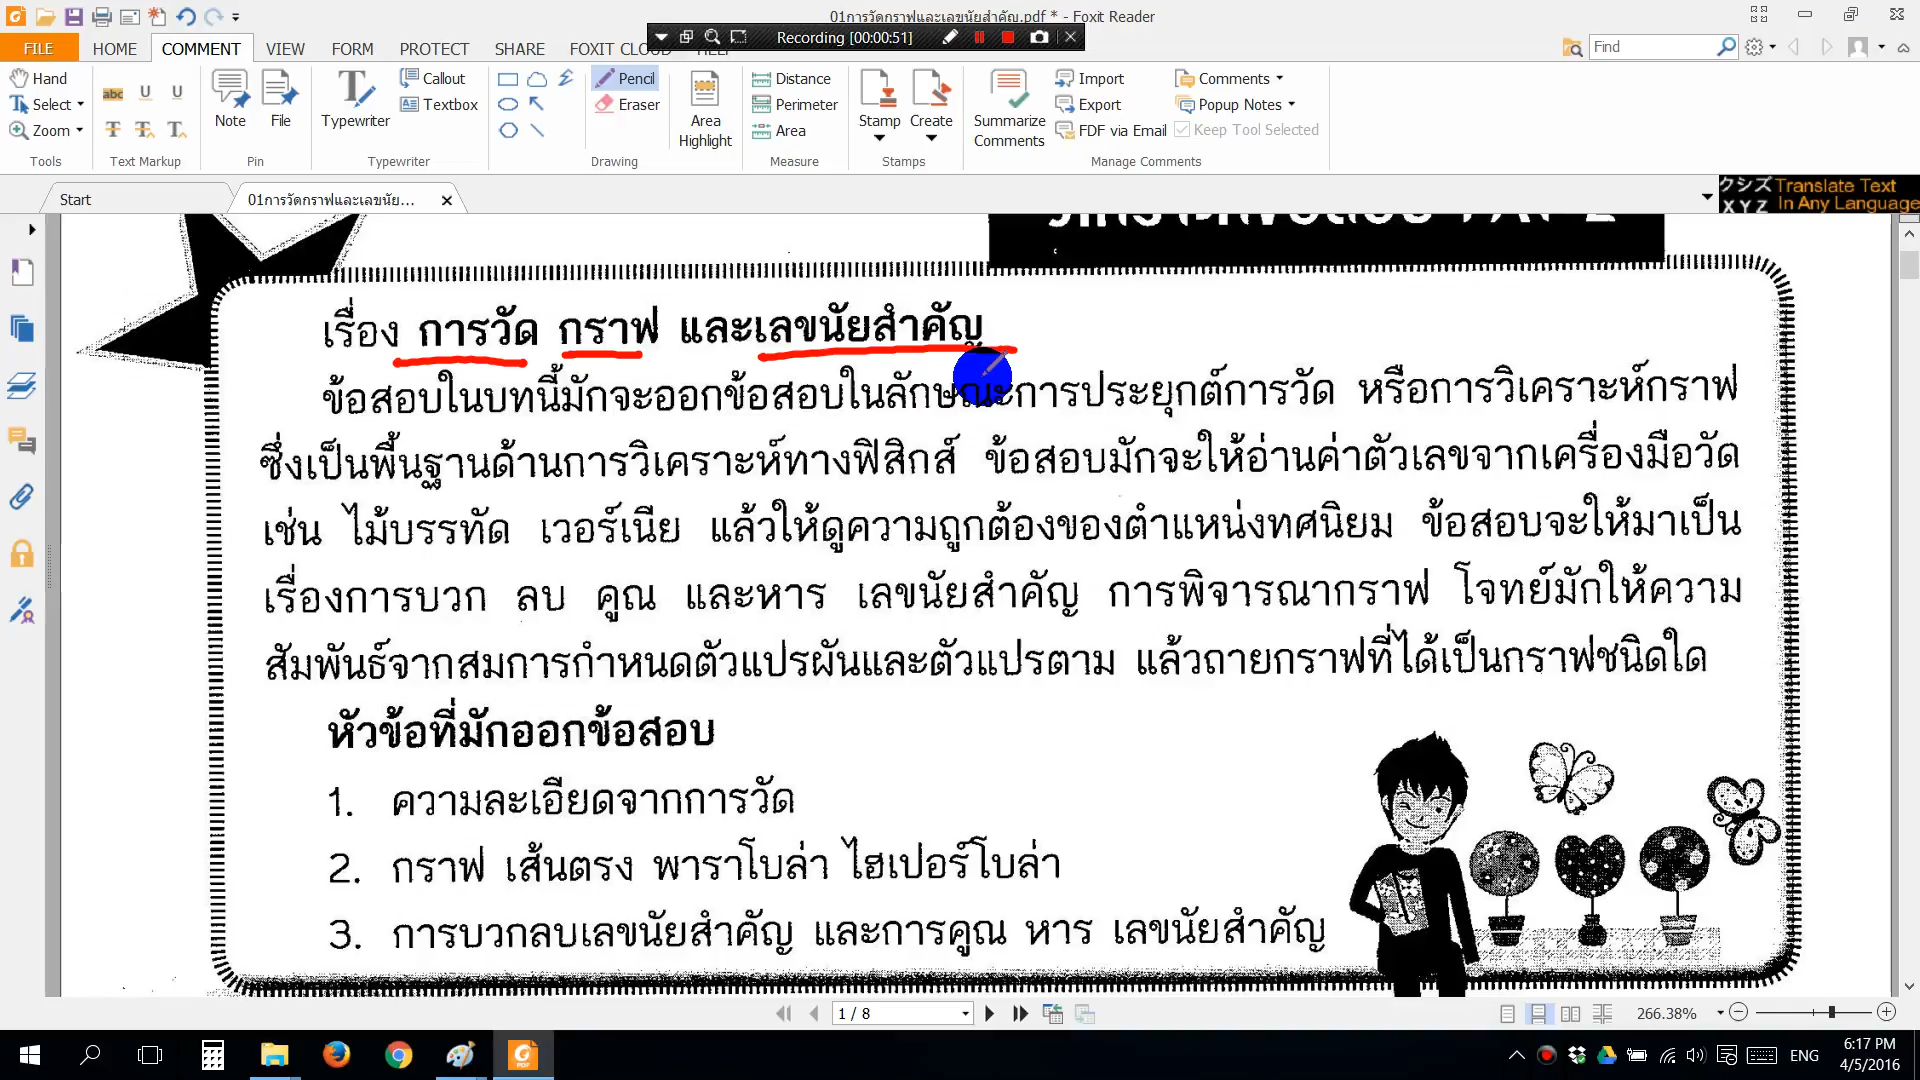 01การวัดกราฟและเลขนัยสำคัญ.pdf * - Foxit Reader
Recording [00:00:51]
FILE HOME COMMENT VIEW FORM PROTECT SHARE FOXIT CLOUD HELP
Find
Hand
Select
Zoom
Tools
Text Markup
Note
File
Pin
Typewriter
Callout
Textbox
Typewriter
Pencil
Eraser
Drawing
Area
Highlight
Distance
Perimeter
Area
Measure
Stamp
Create
Stamps
Summarize
Comments
Import
Export
FDF via Email
Comments
Popup Notes
Keep Tool Selected
Manage Comments
Start
01การวัดกราฟและเลขนัย...
クシズ Translate Text
XYZ In Any Language
เรื่อง การวัด กราฟ และเลขนัยสำคัญ
ข้อสอบในบทนี้มักจะออกข้อสอบในลักษณะการประยุกต์การวัด หรือการวิเคราะห์กราฟ
ซึ่งเป็นพื้นฐานด้านการวิเคราะห์ทางฟิสิกส์ ข้อสอบมักจะให้อ่านค่าตัวเลขจากเครื่องมือวัด
เช่น ไม้บรรทัด เวอร์เนีย แล้วให้ดูความถูกต้องของตำแหน่งทศนิยม ข้อสอบจะให้มาเป็น
เรื่องการบวก ลบ คูณ และหาร เลขนัยสำคัญ การพิจารณากราฟ โจทย์มักให้ความ
สัมพันธ์จากสมการกำหนดตัวแปรผันและตัวแปรตาม แล้วถายกราฟที่ได้เป็นกราฟชนิดใด
หัวข้อที่มักออกข้อสอบ
1. ความละเอียดจากการวัด
2. กราฟ เส้นตรง พาราโบล่า ไฮเปอร์โบล่า
3. การบวกลบเลขนัยสำคัญ และการคูณ หาร เลขนัยสำคัญ
1 / 8
266.38%
ENG
6:17 PM
4/5/2016